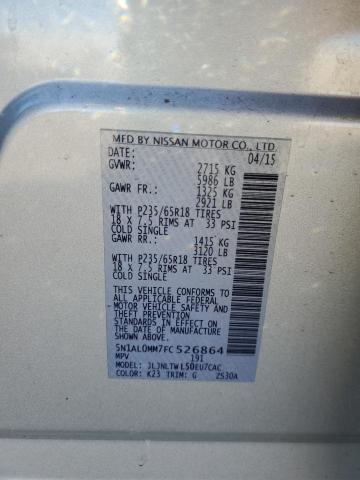 MFD BY NISSAN MOTOR CO., LTD.
DATE: 04/15
GVWR: 2715 KG
5986 LB
GAWR FR: 1325 KG
2921 LB
WITH P235/65R18 TIRES
18 X 7.5 RIMS AT 33 PSI
COLD SINGLE
GAWR RR: 1415 KG
3120 LB
WITH P235/65R18 TIRES
18 X 7.5 RIMS AT 33 PSI
COLD SINGLE
THIS VEHICLE CONFORMS TO
ALL APPLICABLE U.S. FEDERAL
MOTOR VEHICLE SAFETY AND
THEFT PREVENTION STANDARDS
IN EFFECT ON THE DATE OF
MANUFACTURE SHOWN ABOVE.
5N1AL0MM7FC526864
MPV 191
MODEL: JLJNLTWL50EU7CAC
COLOR: K23 TRIM: G 2S30A